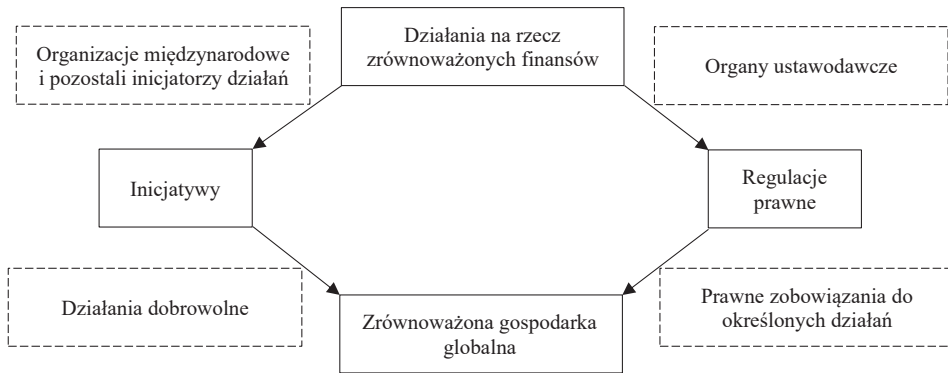 Organizacje międzynarodowe
i pozostali inicjatorzy działań
Działania na rzecz
zrównoważonych finansów
Organy ustawodawcze
Inicjatywy
Regulacje
prawne
Działania dobrowolne
Zrównoważona gospodarka
globalna
Prawne zobowiązania do
określonych działań